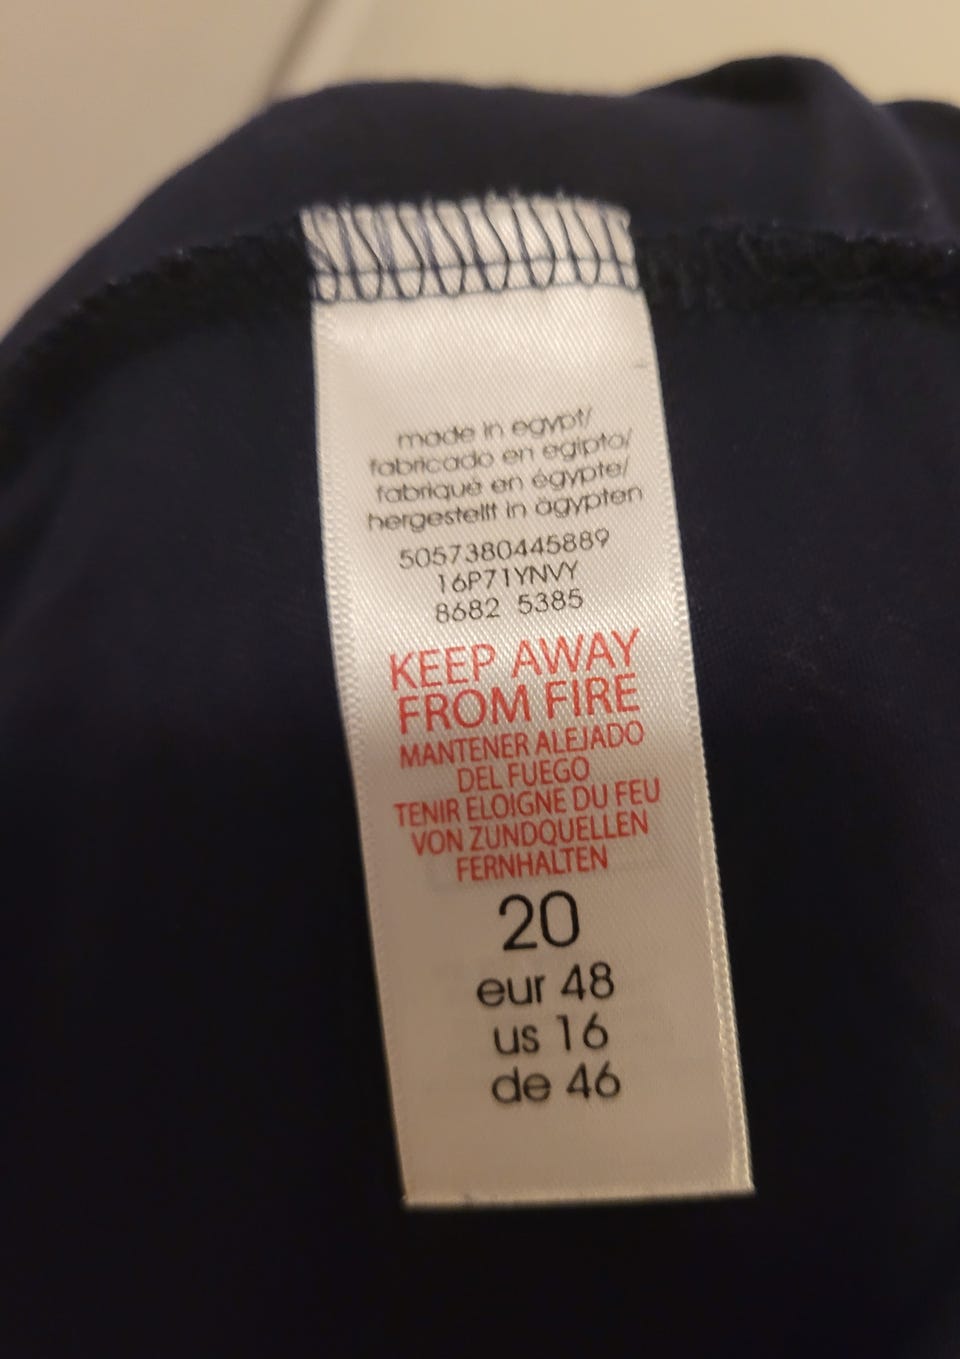 made in egypt/
fabricado en egipto/
fabriqué en égypte/
hergestellt in ägypten
5057380445889
16P71YNVY
8682 5385
KEEP AWAY
FROM FIRE
MANTENER ALEJADO
DEL FUEGO
TENIR ELOIGNE DU FEU
VON ZUNDQUELLEN
FERNHALTEN
20
eur 48
us 16
de 46